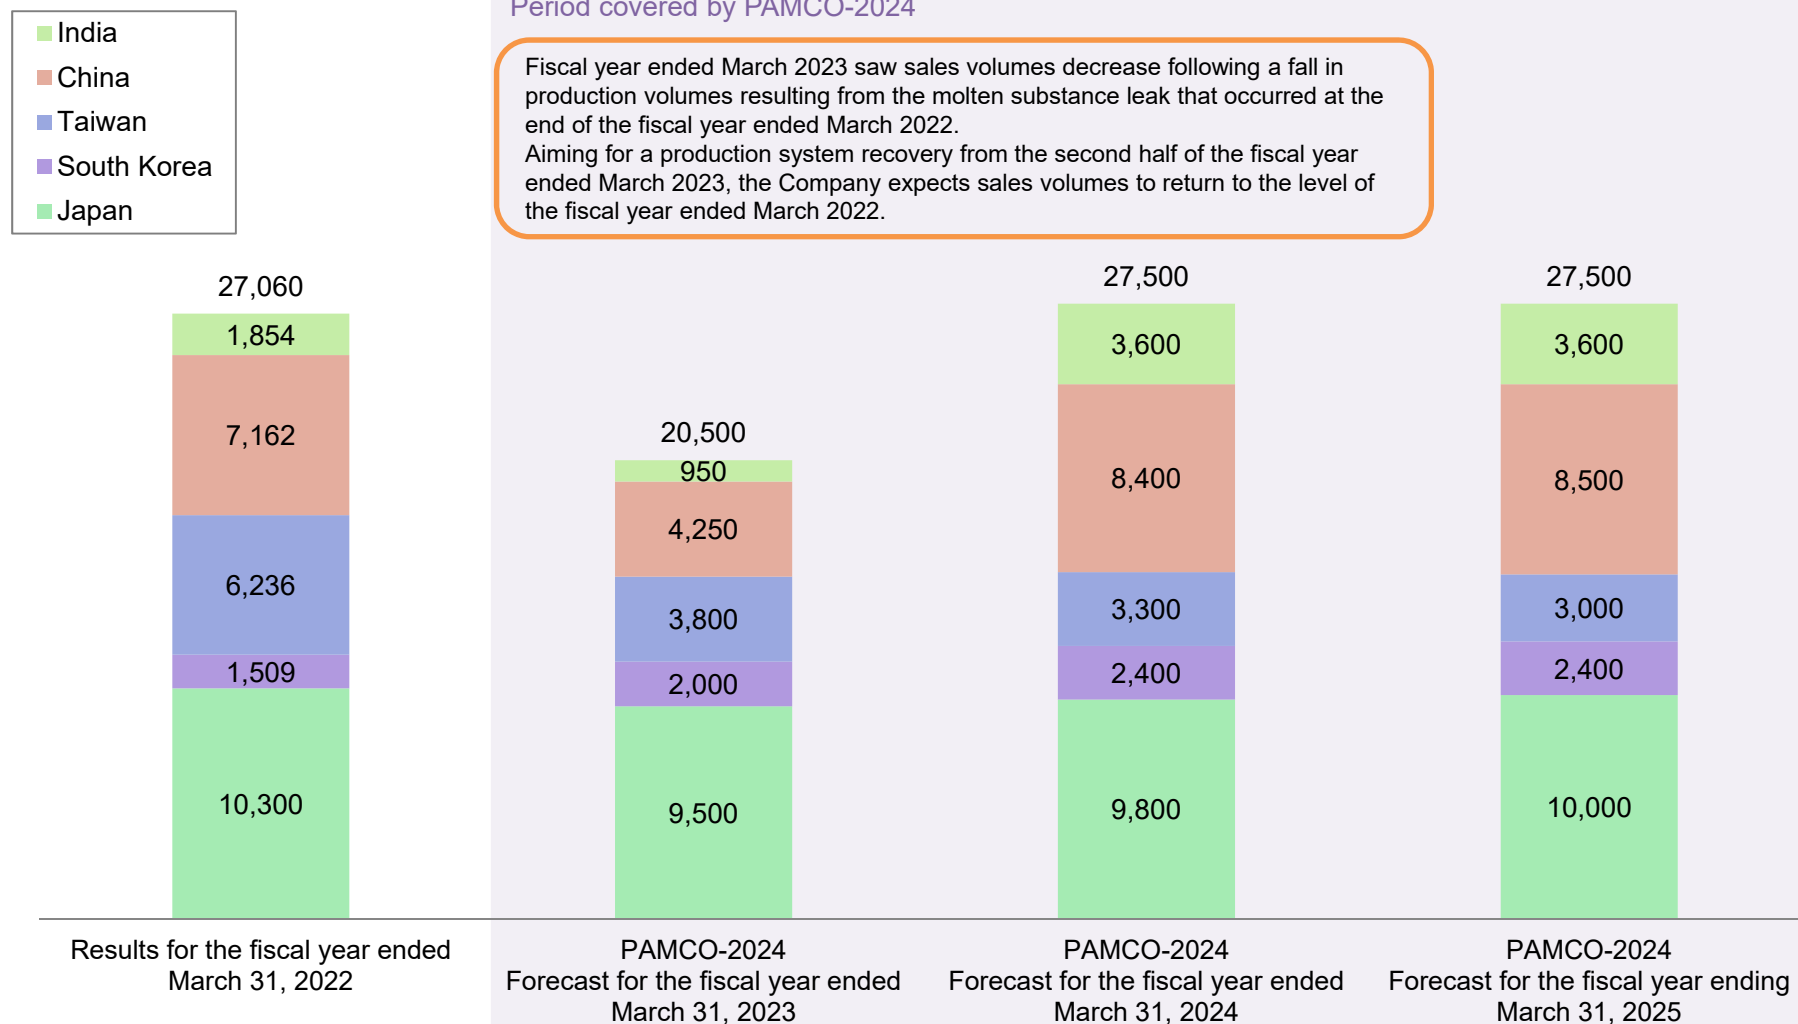 Period covered by PAMCO-2024
India
China
Taiwan
South Korea
Japan
Fiscal year ended March 2023 saw sales volumes decrease following a fall in
production volumes resulting from the molten substance leak that occurred at the
end of the fiscal year ended March 2022.
Aiming for a production system recovery from the second half of the fiscal year
ended March 2023, the Company expects sales volumes to return to the level of
the fiscal year ended March 2022.
27,060
1,854
7,162
6,236
1,509
10,300
20,500
950
4,250
3,800
2,000
9,500
27,500
3,600
8,400
3,300
2,400
9,800
27,500
3,600
8,500
3,000
2,400
10,000
Results for the fiscal year ended
March 31, 2022
PAMCO-2024
Forecast for the fiscal year ended
March 31, 2023
PAMCO-2024
Forecast for the fiscal year ended
March 31, 2024
PAMCO-2024
Forecast for the fiscal year ending
March 31, 2025